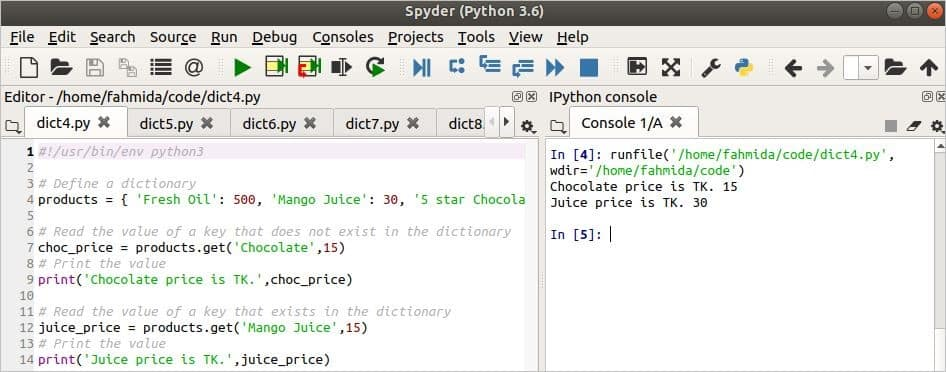 Spyder (Python 3.6)
File Edit Search Source Run Debug Consoles Projects Tools View Help
Editor - /home/fahmida/code/dict4.py
dict4.py dict5.py dict6.py dict7.py dict8.
1 #!/usr/bin/env python3
2
3 # Define a dictionary
4 products = { 'Fresh Oil': 500, 'Mango Juice': 30, '5 star Chocola
5
6 # Read the value of a key that does not exist in the dictionary
7 choc_price = products.get('Chocolate',15)
8 # Print the value
9 print('Chocolate price is TK.',choc_price)
10
11 # Read the value of a key that exists in the dictionary
12 juice_price = products.get('Mango Juice',15)
13 # Print the value
14 print('Juice price is TK.',juice_price)
IPython console
Console 1/A
In [4]: runfile('/home/fahmida/code/dict4.py',
wdir='/home/fahmida/code')
Chocolate price is TK. 15
Juice price is TK. 30
In [5]: